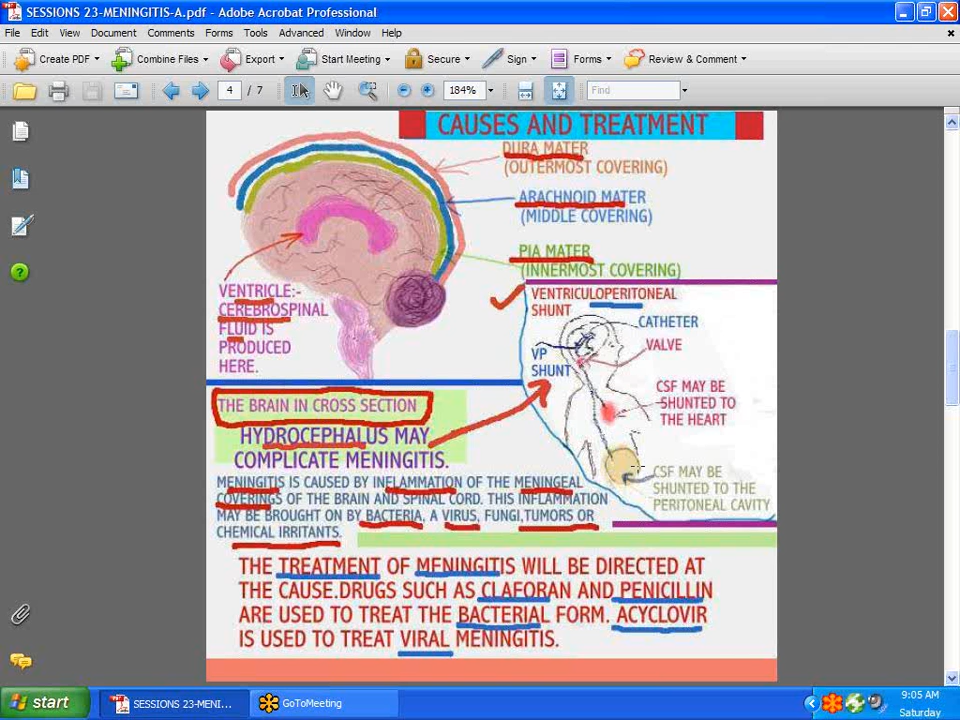 SESSIONS 23-MENINGITIS-A.pdf - Adobe Acrobat Professional
File Edit View Document Comments Forms Tools Advanced Window Help
Create PDF Combine Files Export Start Meeting Secure Sign Forms Review & Comment
4 / 7 184% Find
CAUSES AND TREATMENT
DURA MATER
(OUTERMOST COVERING)
ARACHNOID MATER
(MIDDLE COVERING)
PIA MATER
(INNERMOST COVERING)
VENTRICLE:-
CEREBROSPINAL
FLUID IS
PRODUCED
HERE.
VENTRICULOPERITONEAL
SHUNT
CATHETER
VALVE
VP
SHUNT
CSF MAY BE
SHUNTED TO
THE HEART
CSF MAY BE
SHUNTED TO THE
PERITONEAL CAVITY
THE BRAIN IN CROSS SECTION
HYDROCEPHALUS MAY
COMPLICATE MENINGITIS.
MENINGITIS IS CAUSED BY INFLAMMATION OF THE MENINGEAL
COVERINGS OF THE BRAIN AND SPINAL CORD. THIS INFLAMMATION
MAY BE BROUGHT ON BY BACTERIA, A VIRUS, FUNGI,TUMORS OR
CHEMICAL IRRITANTS.
THE TREATMENT OF MENINGITIS WILL BE DIRECTED AT
THE CAUSE.DRUGS SUCH AS CLAFORAN AND PENICILLIN
ARE USED TO TREAT THE BACTERIAL FORM. ACYCLOVIR
IS USED TO TREAT VIRAL MENINGITIS.
start SESSIONS 23-MENI... GoToMeeting 9:05 AM
Saturday